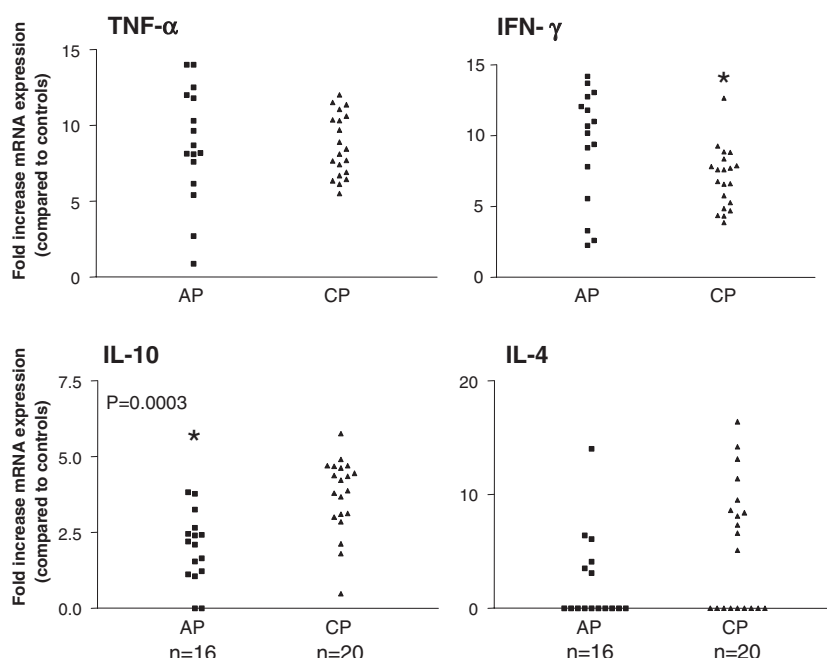 TNF-α
Fold increase mRNA expression
(compared to controls)
15
10
5
0
AP CP
IFN- γ
15
10
5
0
*
AP CP
IL-10
Fold increase mRNA expression
(compared to controls)
7.5
5.0
2.5
0.0
P=0.0003
*
AP CP
n=16 n=20
IL-4
20
10
0
AP CP
n=16 n=20